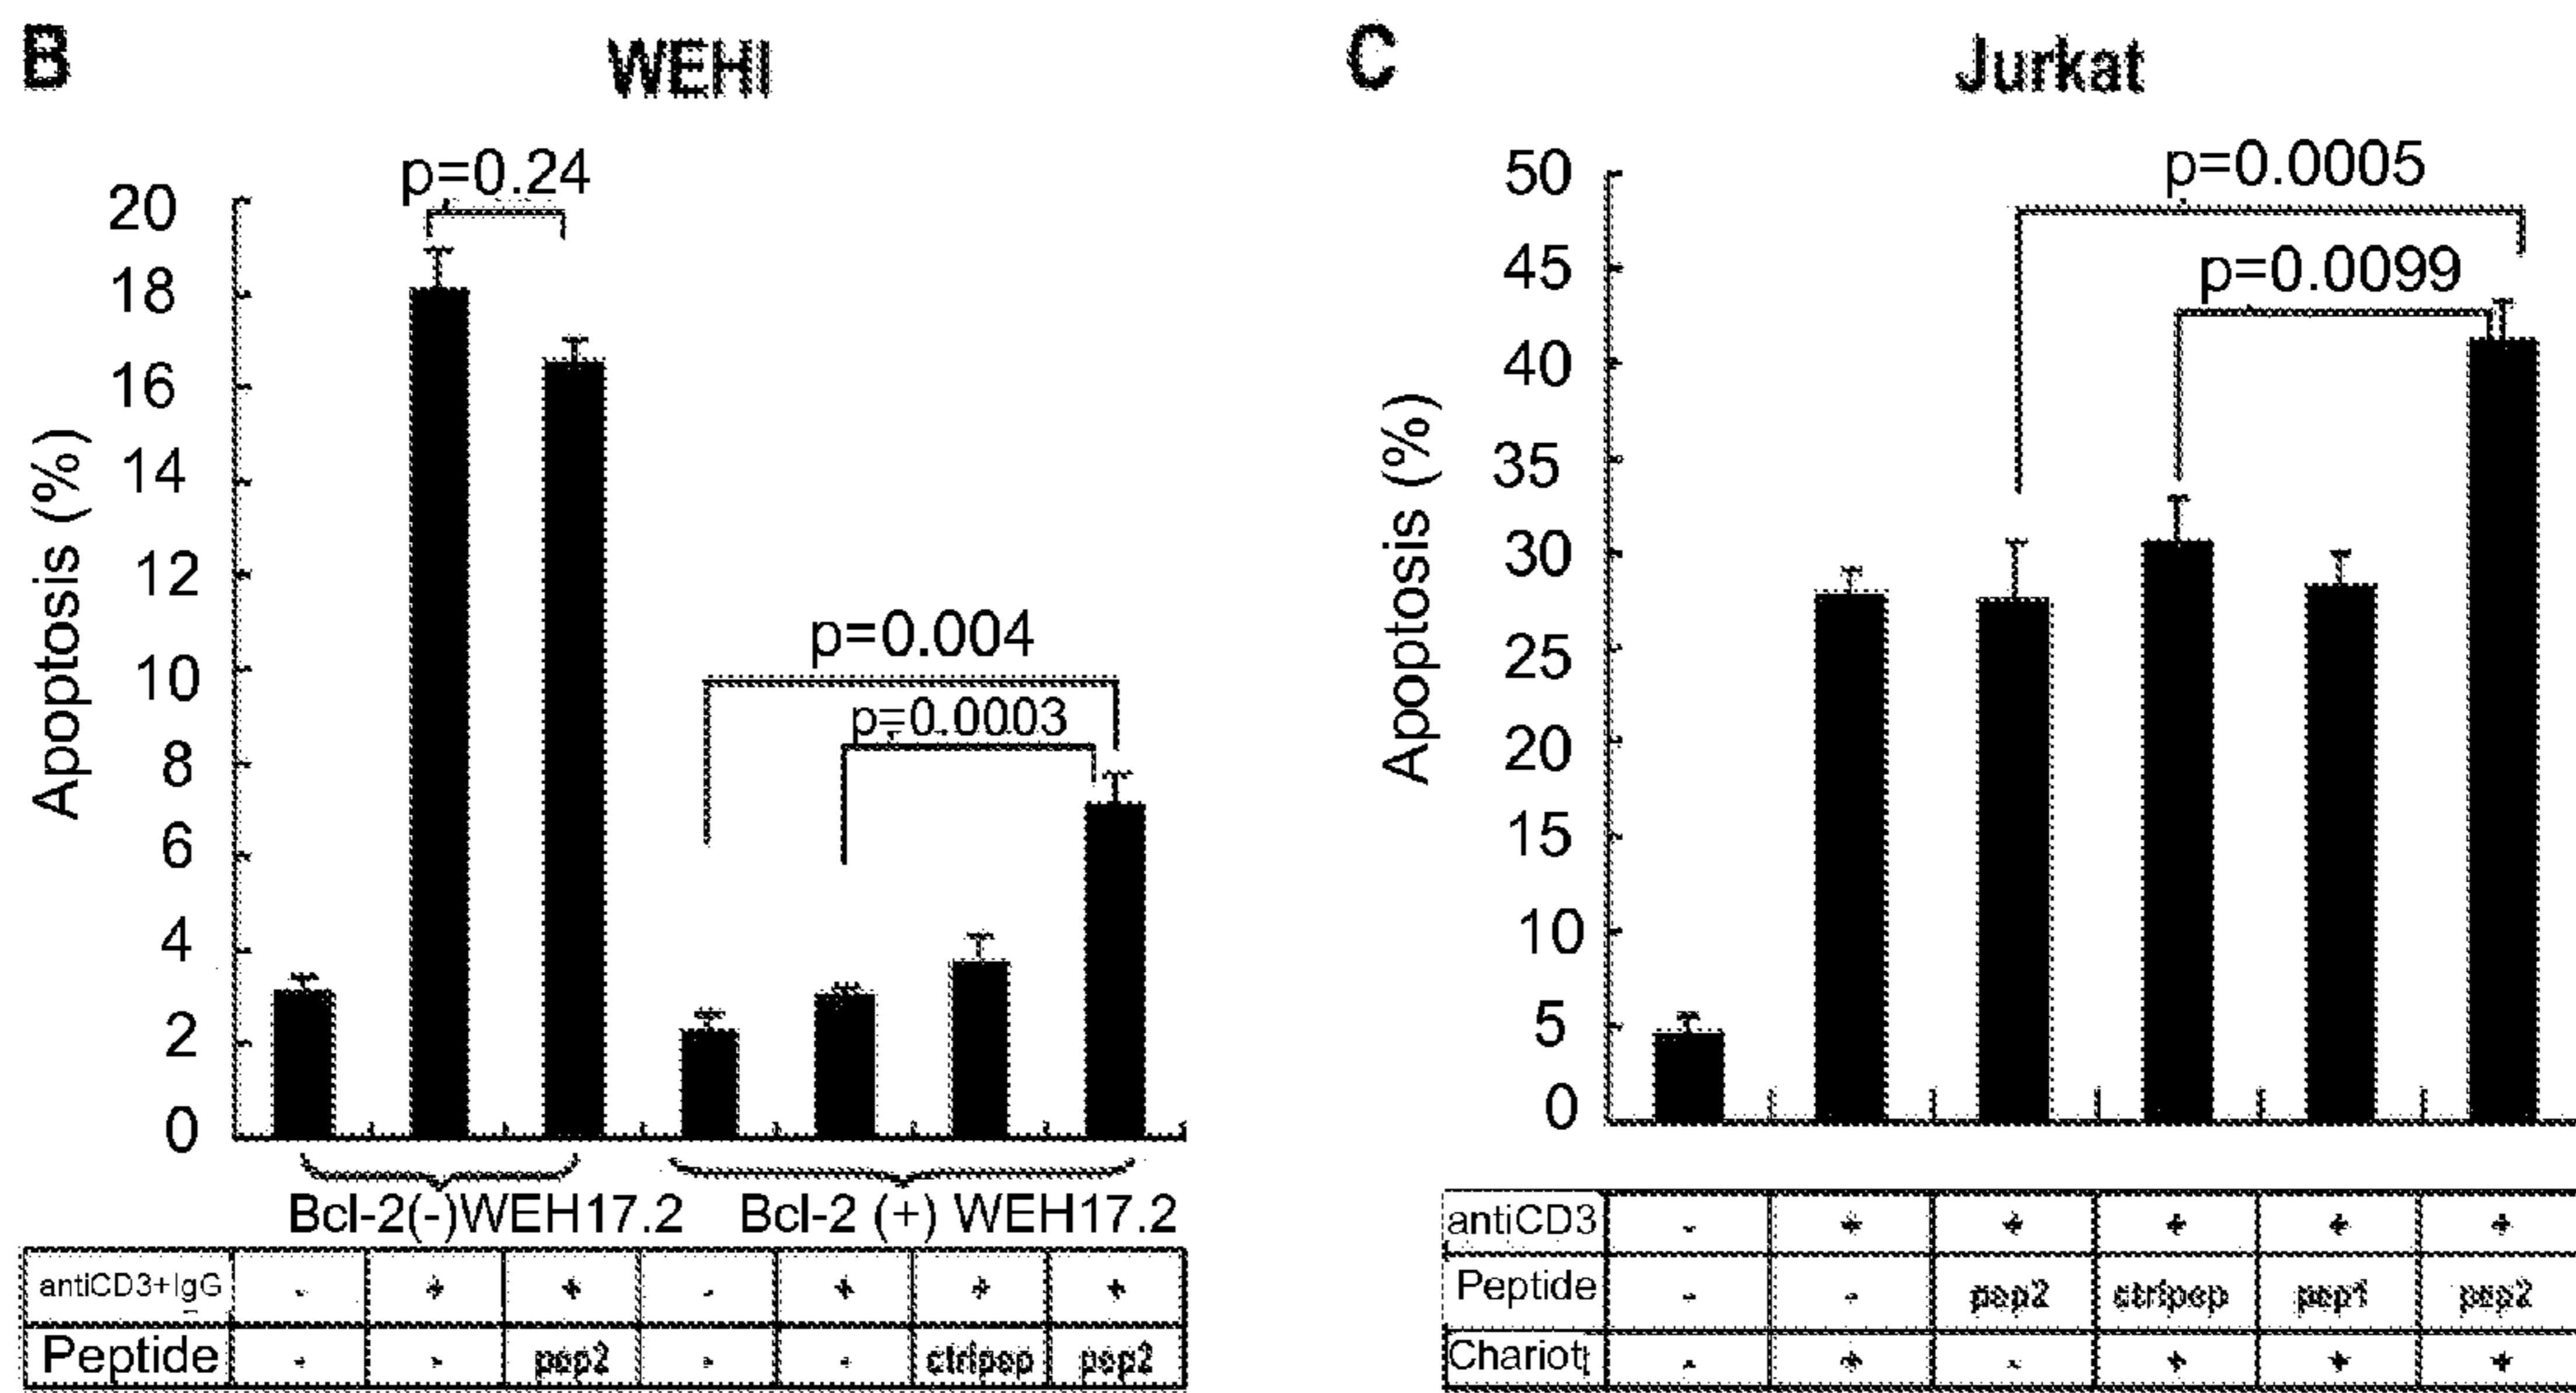 B WEHI
p=0.24
20
18
16
14
12
10
8
6
4
2
0
Apoptosis (%)
p=0.004
p=0.0003
Bcl-2(-)WEH17.2 Bcl-2 (+) WEH17.2
antiCD3+IgG - + + - + + +
Peptide - - pep2 - - ctrlpep pep2
C Jurkat
p=0.0005
p=0.0099
50
45
40
35
30
25
20
15
10
5
0
Apoptosis (%)
antiCD3 - + + + + +
Peptide - - pep2 ctrlpep pep1 pep2
Chariot - + - + + +